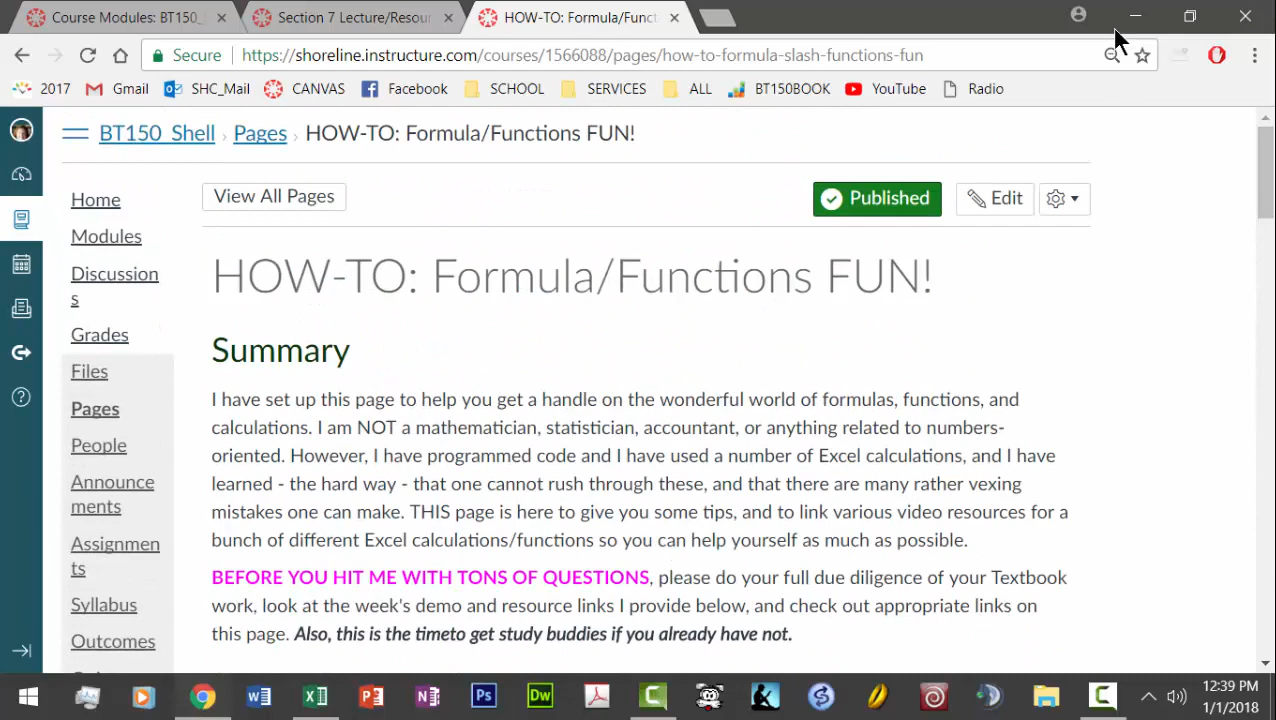 Course Modules: BT150_
Section 7 Lecture/Resour
HOW-TO: Formula/Funct
Secure
https://shoreline.instructure.com/courses/1566088/pages/how-to-formula-slash-functions-fun
2017 Gmail SHC_Mail CANVAS Facebook SCHOOL SERVICES ALL BT150BOOK YouTube Radio
BT150_Shell › Pages › HOW-TO: Formula/Functions FUN!
Home
Modules
Discussion
s
Grades
Files
Pages
People
Announce
ments
Assignmen
ts
Syllabus
Outcomes
View All Pages
Published
Edit
HOW-TO: Formula/Functions FUN!
Summary
I have set up this page to help you get a handle on the wonderful world of formulas, functions, and
calculations. I am NOT a mathematician, statistician, accountant, or anything related to numbers-
oriented. However, I have programmed code and I have used a number of Excel calculations, and I have
learned - the hard way - that one cannot rush through these, and that there are many rather vexing
mistakes one can make. THIS page is here to give you some tips, and to link various video resources for a
bunch of different Excel calculations/functions so you can help yourself as much as possible.
BEFORE YOU HIT ME WITH TONS OF QUESTIONS, please do your full due diligence of your Textbook
work, look at the week's demo and resource links I provide below, and check out appropriate links on
this page. Also, this is the timeto get study buddies if you already have not.
12:39 PM
1/1/2018